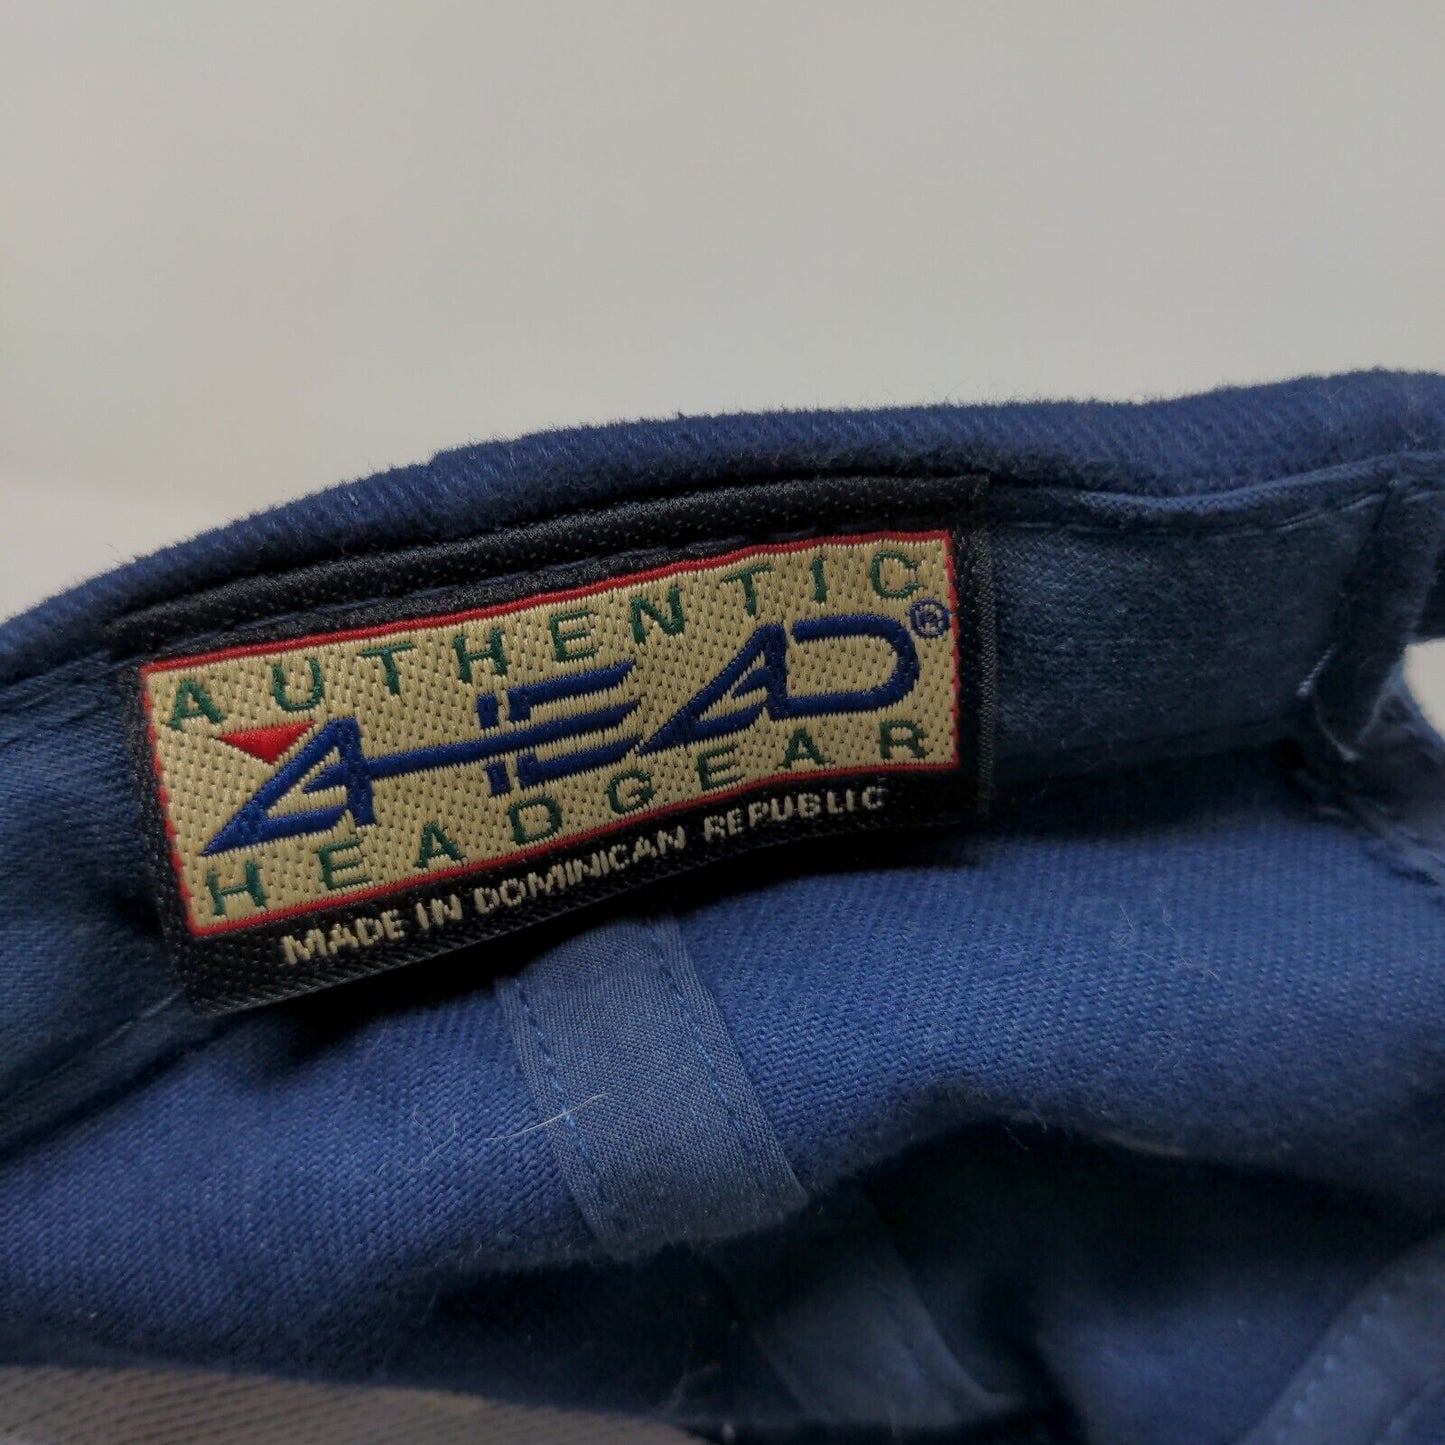 AUTHENTIC
AHEAD®
HEADGEAR
MADE IN DOMINICAN REPUBLIC